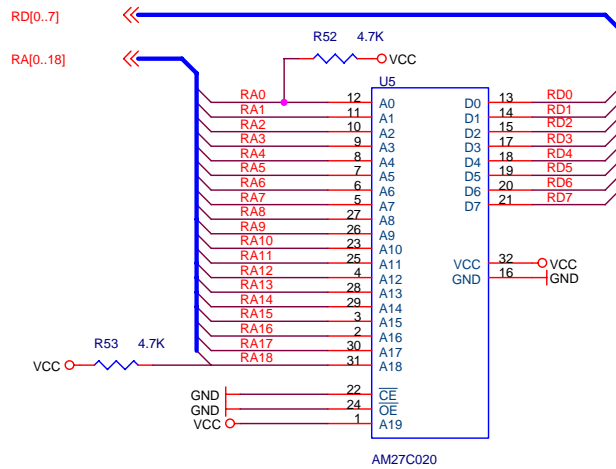 RD[0..7]
R52 4.7K
VCC
RA[0..18]
U5
RA0 12 A0 D0 13 RD0
RA1 11 A1 D1 14 RD1
RA2 10 A2 D2 15 RD2
RA3 9 A3 D3 17 RD3
RA4 8 A4 D4 18 RD4
RA5 7 A5 D5 19 RD5
RA6 6 A6 D6 20 RD6
RA7 5 A7 D7 21 RD7
RA8 27 A8
RA9 26 A9
RA10 23 A10
RA11 25 A11 VCC 32 VCC
RA12 4 A12 GND 16 GND
RA13 28 A13
RA14 29 A14
RA15 3 A15
RA16 2 A16
RA17 30 A17
R53 4.7K
VCC RA18 31 A18
GND 22 CE
GND 24 OE
VCC 1 A19
AM27C020